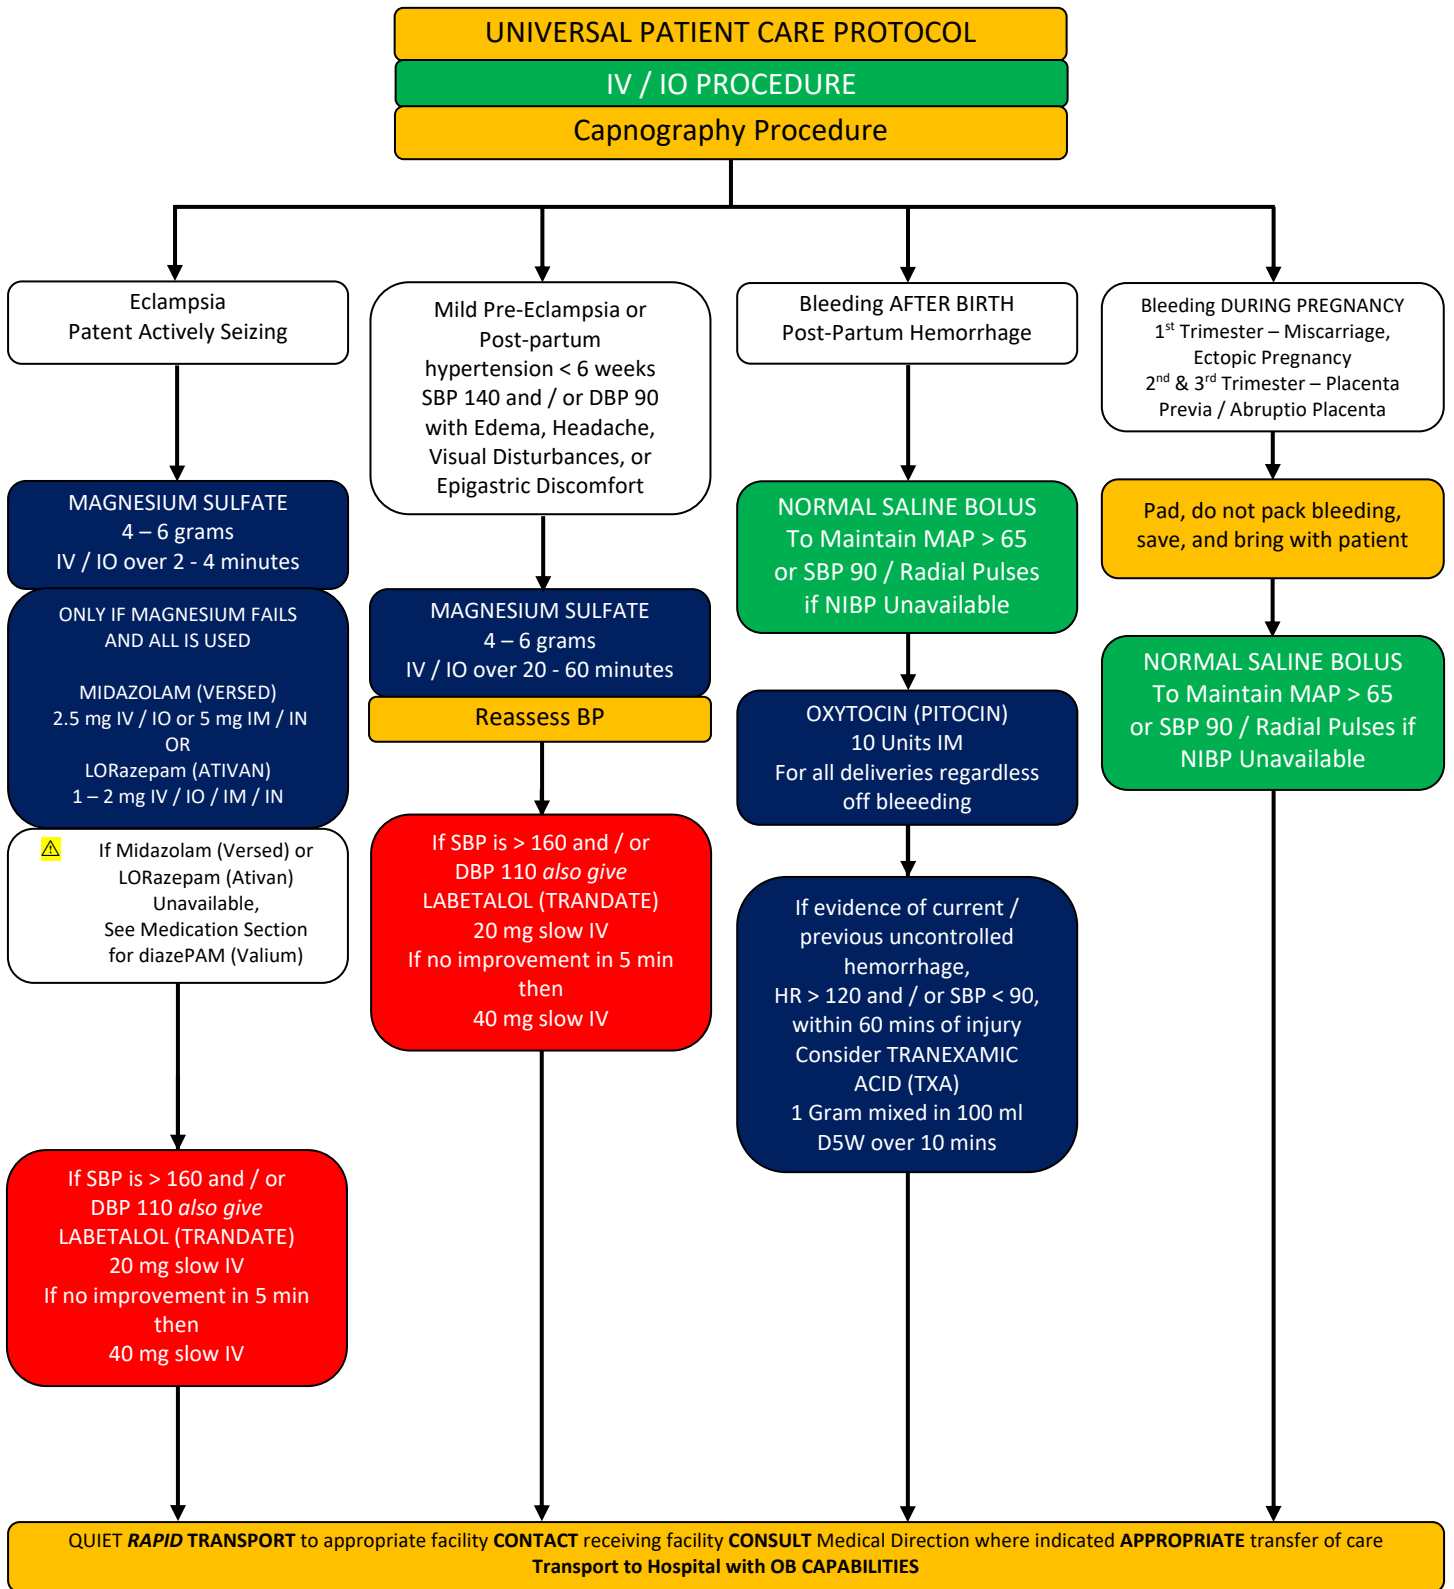 UNIVERSAL PATIENT CARE PROTOCOL
IV / IO PROCEDURE
Capnography Procedure
Eclampsia
Patent Actively Seizing
MAGNESIUM SULFATE
4 – 6 grams
IV / IO over 2 - 4 minutes
ONLY IF MAGNESIUM FAILS
AND ALL IS USED
MIDAZOLAM (VERSED)
2.5 mg IV / IO or 5 mg IM / IN
OR
LORazepam (ATIVAN)
1 – 2 mg IV / IO / IM / IN
⚠ If Midazolam (Versed) or
LORazepam (Ativan)
Unavailable,
See Medication Section
for diazePAM (Valium)
If SBP is > 160 and / or
DBP 110 also give
LABETALOL (TRANDATE)
20 mg slow IV
If no improvement in 5 min
then
40 mg slow IV
Mild Pre-Eclampsia or
Post-partum
hypertension < 6 weeks
SBP 140 and / or DBP 90
with Edema, Headache,
Visual Disturbances, or
Epigastric Discomfort
MAGNESIUM SULFATE
4 – 6 grams
IV / IO over 20 - 60 minutes
Reassess BP
If SBP is > 160 and / or
DBP 110 also give
LABETALOL (TRANDATE)
20 mg slow IV
If no improvement in 5 min
then
40 mg slow IV
Bleeding AFTER BIRTH
Post-Partum Hemorrhage
NORMAL SALINE BOLUS
To Maintain MAP > 65
or SBP 90 / Radial Pulses
if NIBP Unavailable
OXYTOCIN (PITOCIN)
10 Units IM
For all deliveries regardless
off bleeeding
If evidence of current /
previous uncontrolled
hemorrhage,
HR > 120 and / or SBP < 90,
within 60 mins of injury
Consider TRANEXAMIC
ACID (TXA)
1 Gram mixed in 100 ml
D5W over 10 mins
Bleeding DURING PREGNANCY
1st Trimester – Miscarriage,
Ectopic Pregnancy
2nd & 3rd Trimester – Placenta
Previa / Abruptio Placenta
Pad, do not pack bleeding,
save, and bring with patient
NORMAL SALINE BOLUS
To Maintain MAP > 65
or SBP 90 / Radial Pulses if
NIBP Unavailable
QUIET RAPID TRANSPORT to appropriate facility CONTACT receiving facility CONSULT Medical Direction where indicated APPROPRIATE transfer of care
Transport to Hospital with OB CAPABILITIES